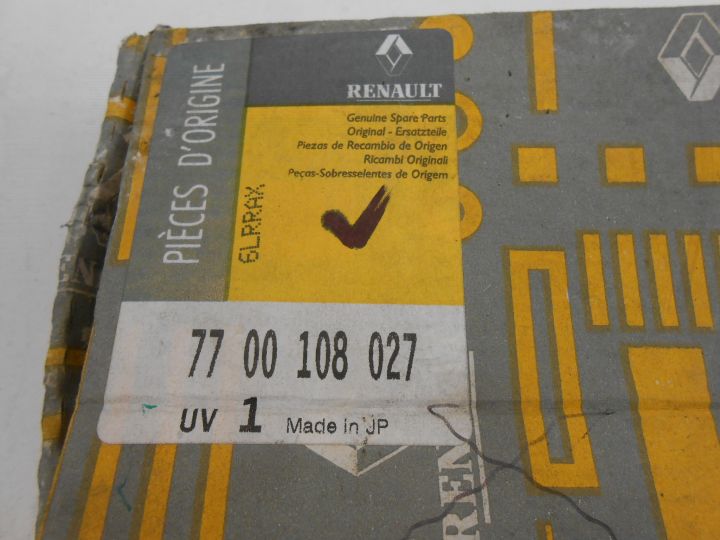 RENAULT
PIÈCES D'ORIGINE
Genuine Spare Parts
Original - Ersatzteile
Piezas de Recambio de Origen
Ricambi Originali
Peças-Sobresselentes de Origem
6LRRAX
77 00 108 027
UV 1 Made in JP
REN